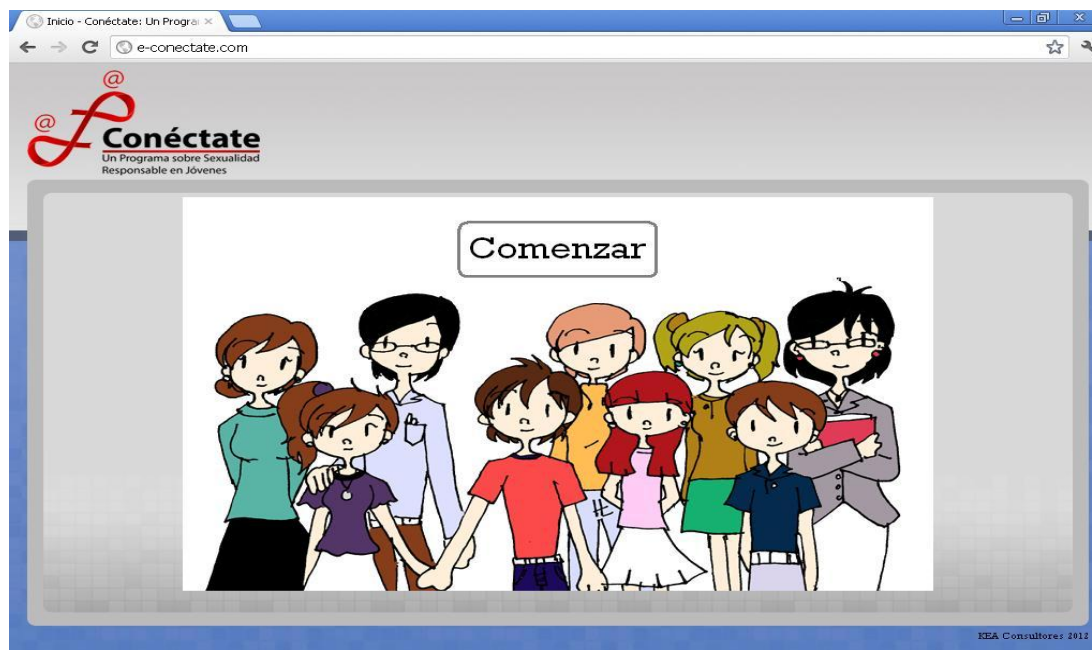 Inicio - Conéctate: Un Progra
e-conectate.com
@
@
Conéctate
Un Programa sobre Sexualidad
Responsable en Jóvenes
Comenzar
KEA Consultores 2012